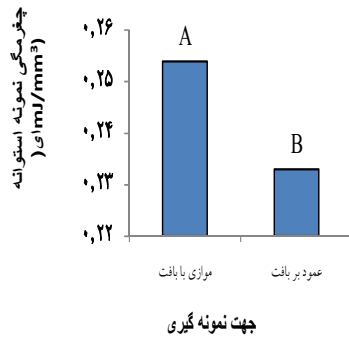 چغرمگی نمونه استوانه
ای(mJ/mm³)
۰,۲۶
۰,۲۵
۰,۲۴
۰,۲۳
۰,۲۲
A
B
موازی با بافت
عمود بر بافت
جهت نمونه گیری